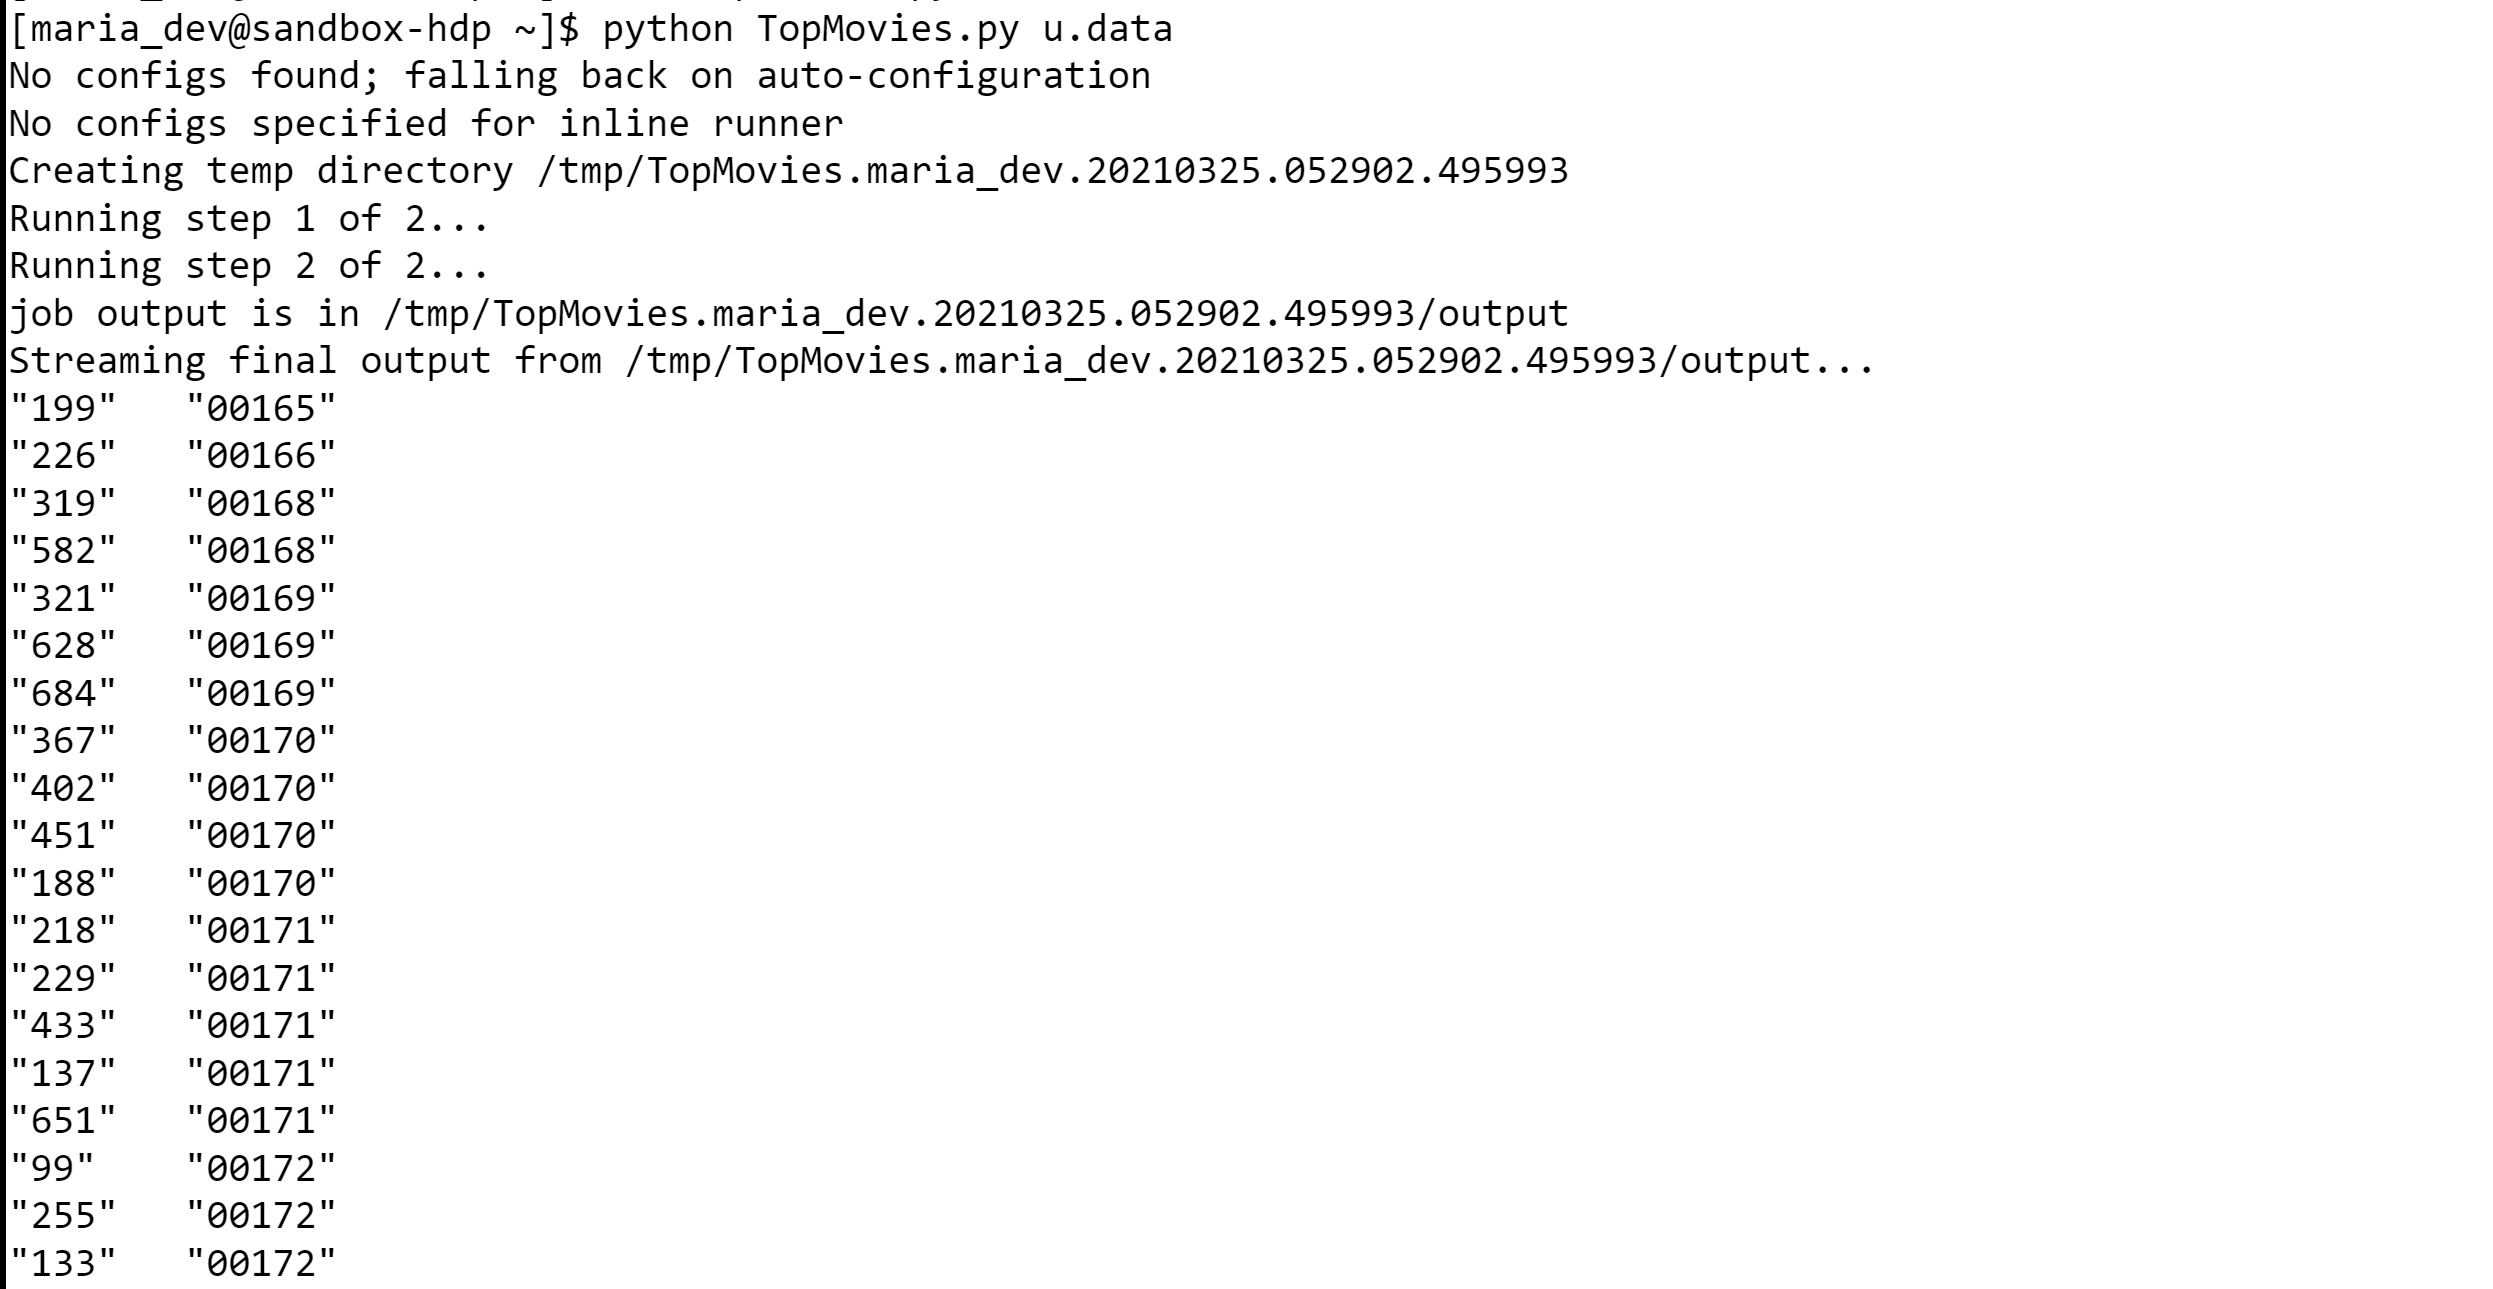 [maria_dev@sandbox-hdp ~]$ python TopMovies.py u.data
No configs found; falling back on auto-configuration
No configs specified for inline runner
Creating temp directory /tmp/TopMovies.maria_dev.20210325.052902.495993
Running step 1 of 2...
Running step 2 of 2...
job output is in /tmp/TopMovies.maria_dev.20210325.052902.495993/output
Streaming final output from /tmp/TopMovies.maria_dev.20210325.052902.495993/output...
"199"   "00165"
"226"   "00166"
"319"   "00168"
"582"   "00168"
"321"   "00169"
"628"   "00169"
"684"   "00169"
"367"   "00170"
"402"   "00170"
"451"   "00170"
"188"   "00170"
"218"   "00171"
"229"   "00171"
"433"   "00171"
"137"   "00171"
"651"   "00171"
"99"    "00172"
"255"   "00172"
"133"   "00172"